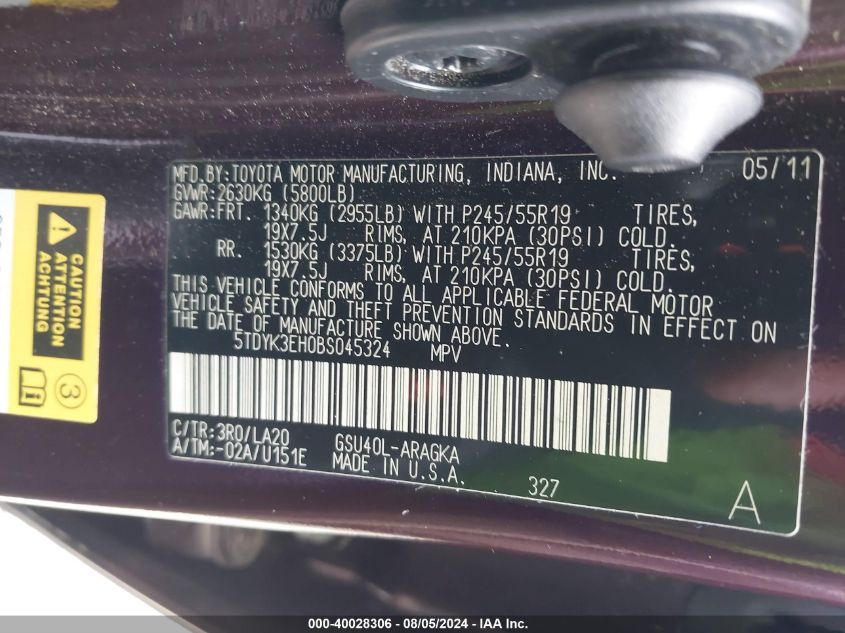 MFD.BY:TOYOTA MOTOR MANUFACTURING, INDIANA, INC. 05/11
GVWR:2630KG (5800LB)
GAWR:FRT. 1340KG (2955LB) WITH P245/55R19 TIRES,
19X7.5J RIMS, AT 210KPA (30PSI) COLD.
RR. 1530KG (3375LB) WITH P245/55R19 TIRES,
19X7.5J RIMS, AT 210KPA (30PSI) COLD.
THIS VEHICLE CONFORMS TO ALL APPLICABLE FEDERAL MOTOR
VEHICLE SAFETY AND THEFT PREVENTION STANDARDS IN EFFECT ON
THE DATE OF MANUFACTURE SHOWN ABOVE.
5TDYK3EH0BS045324 MPV
C/TR:3R0/LA20 GSU40L-ARAGKA
A/TM:-02A/U151E MADE IN U.S.A.
327
A
CAUTION
ATTENTION
ACHTUNG
3
000-40028306 - 08/05/2024 - IAA Inc.